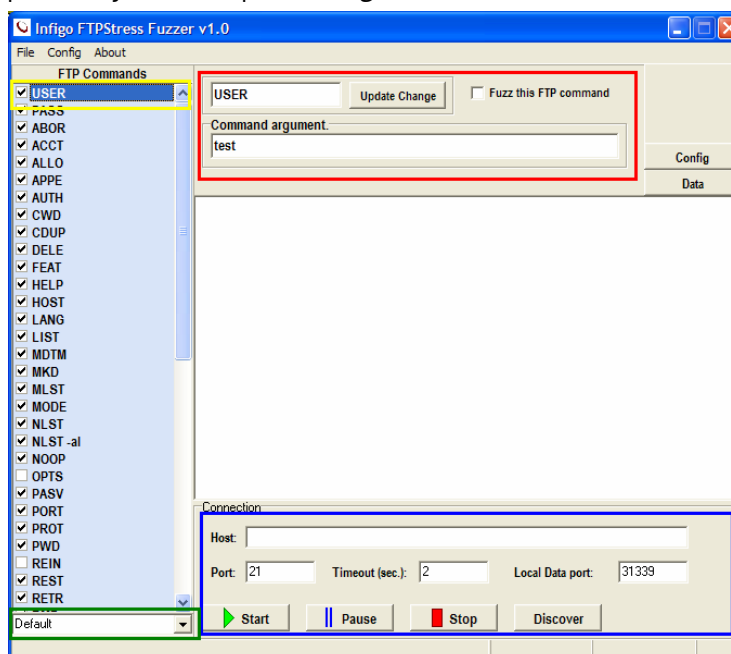 Infigo FTPStress Fuzzer v1.0
File Config About
FTP Commands
USER
PASS
ABOR
ACCT
ALLO
APPE
AUTH
CWD
CDUP
DELE
FEAT
HELP
HOST
LANG
LIST
MDTM
MKD
MLST
MODE
NLST
NLST -al
NOOP
OPTS
PASV
PORT
PROT
PWD
REIN
REST
RETR
Default
USER Update Change Fuzz this FTP command
Command argument.
test
Config
Data
Connection
Host:
Port: 21 Timeout (sec.): 2 Local Data port: 31339
Start Pause Stop Discover